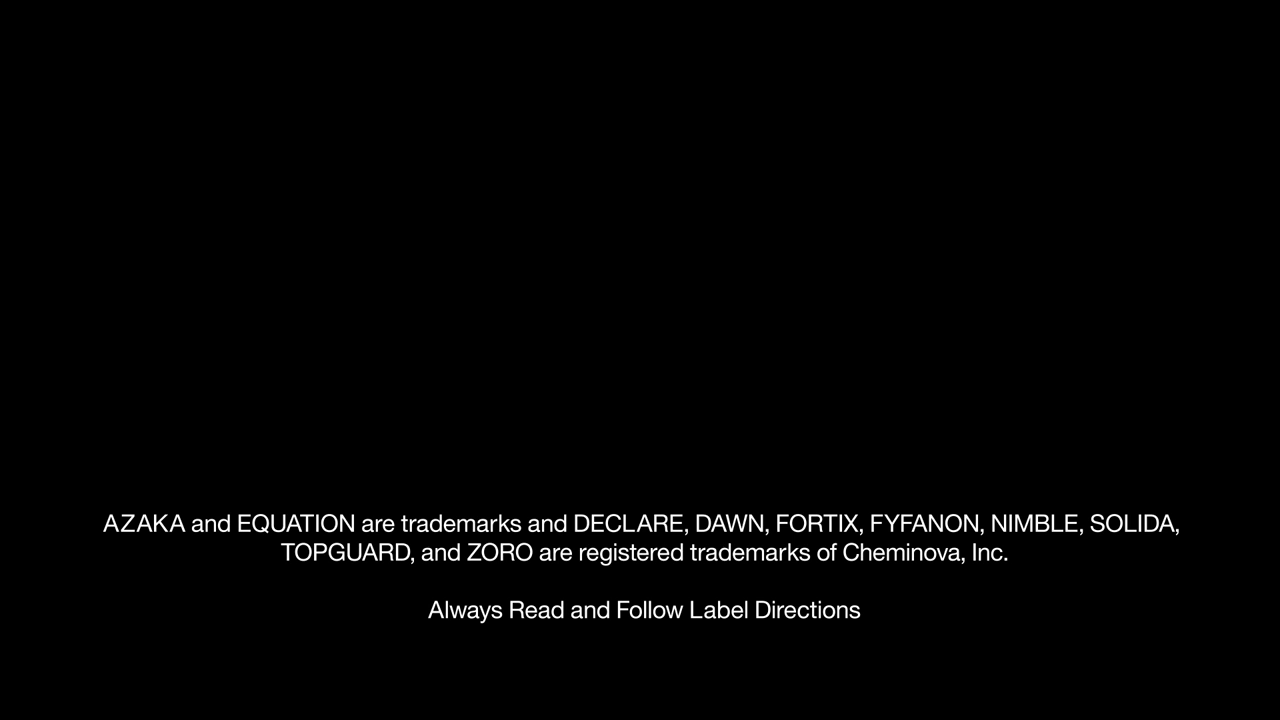 AZAKA and EQUATION are trademarks and DECLARE, DAWN, FORTIX, FYFANON, NIMBLE, SOLIDA,
TOPGUARD, and ZORO are registered trademarks of Cheminova, Inc.
Always Read and Follow Label Directions